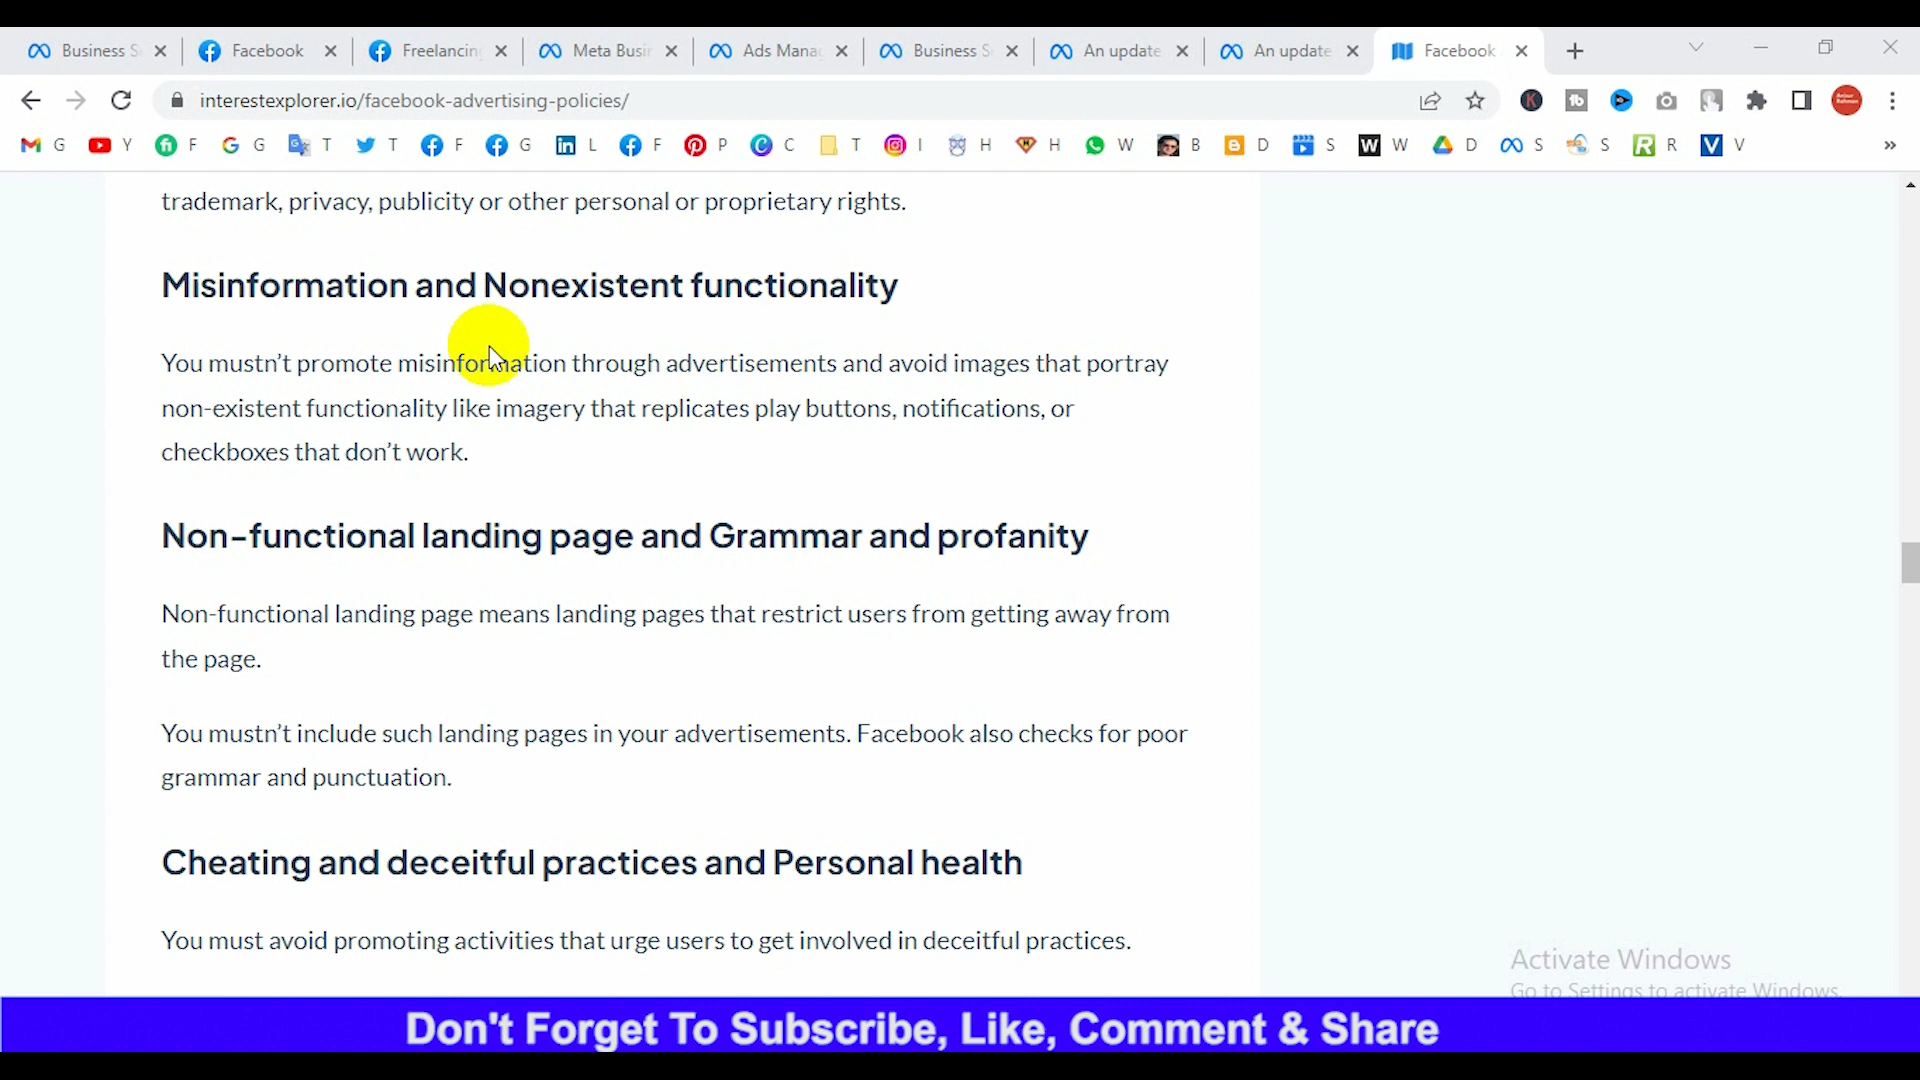 Business S
Facebook
Freelancing
Meta Busin
Ads Mana
Business S
An update
An update
Facebook
interestexplorer.io/facebook-advertising-policies/
G Y F G T T F G L F P C T I H H W B D S W D S S R V
trademark, privacy, publicity or other personal or proprietary rights.
Misinformation and Nonexistent functionality
You mustn't promote misinformation through advertisements and avoid images that portray
non-existent functionality like imagery that replicates play buttons, notifications, or
checkboxes that don't work.
Non-functional landing page and Grammar and profanity
Non-functional landing page means landing pages that restrict users from getting away from
the page.
You mustn't include such landing pages in your advertisements. Facebook also checks for poor
grammar and punctuation.
Cheating and deceitful practices and Personal health
You must avoid promoting activities that urge users to get involved in deceitful practices.
Activate Windows
Go to Settings to activate Windows.
Don't Forget To Subscribe, Like, Comment & Share